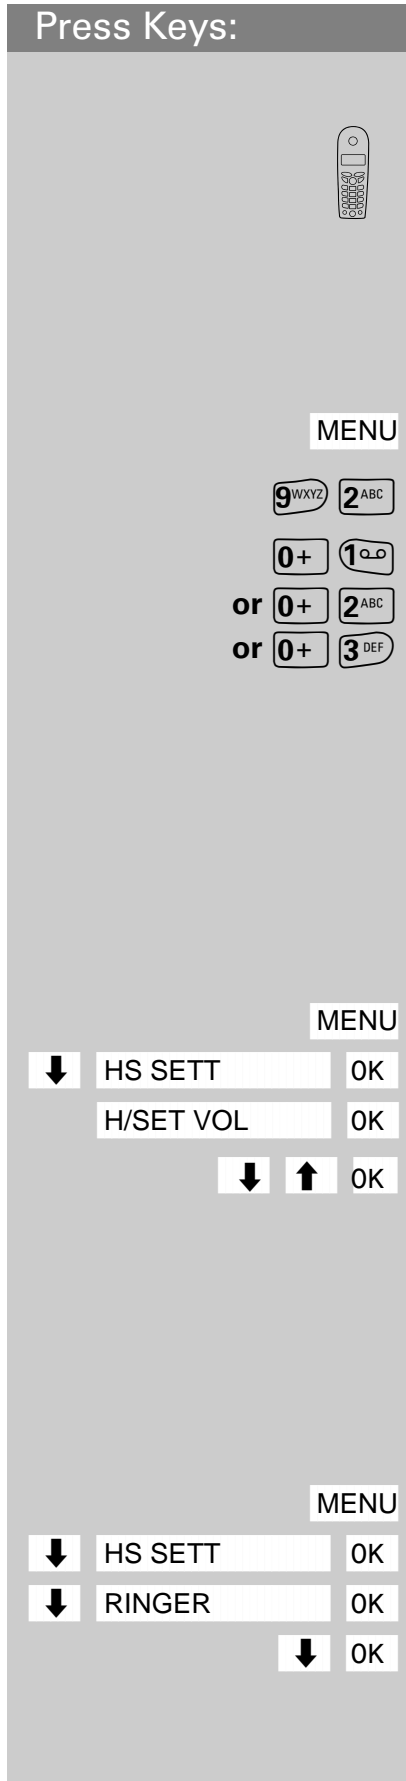 Press Keys:
MENU
9WXYZ 2ABC
0+ 1
or 0+ 2ABC
or 0+ 3DEF
MENU
HS SETT OK
H/SET VOL OK
OK
MENU
HS SETT OK
RINGER OK
OK